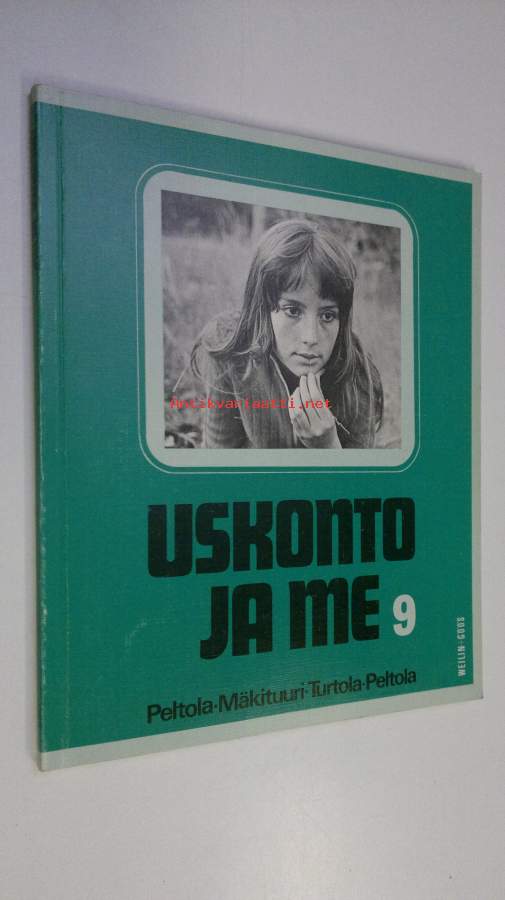 Antikvariaatti.net
USKONTO
JA ME 9
Peltola·Mäkituuri·Turtola·Peltola
WEILIN+GÖÖS